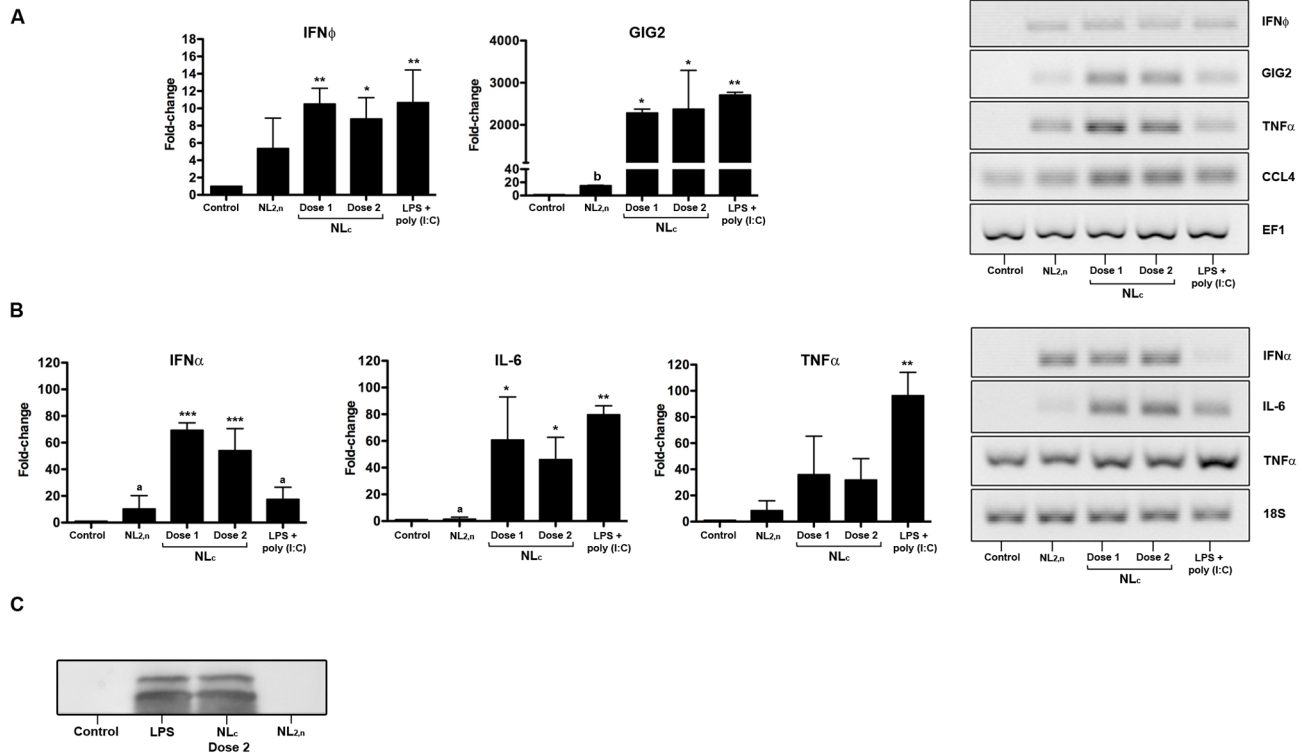 A
IFNϕ
Fold-change
18
16
14
12
10
8
6
4
2
0
**
*
**
Control
NL2,n
Dose 1
Dose 2
LPS +
poly (I:C)
NLc
GIG2
Fold-change
4000
3000
2000
40
20
0
b
*
*
**
Control
NL2,n
Dose 1
Dose 2
LPS +
poly (I:C)
NLc
IFNϕ
GIG2
TNFα
CCL4
EF1
Control
NL2,n
Dose 1
Dose 2
LPS +
poly (I:C)
NLc
B
IFNα
Fold-change
120
100
80
60
40
20
0
a
***
***
a
Control
NL2,n
Dose 1
Dose 2
LPS +
poly (I:C)
NLc
IL-6
Fold-change
120
100
80
60
40
20
0
a
*
*
**
Control
NL2,n
Dose 1
Dose 2
LPS +
poly (I:C)
NLc
TNFα
Fold-change
120
100
80
60
40
20
0
**
Control
NL2,n
Dose 1
Dose 2
LPS +
poly (I:C)
NLc
IFNα
IL-6
TNFα
18S
Control
NL2,n
Dose 1
Dose 2
LPS +
poly (I:C)
NLc
C
Control
LPS
NLc
Dose 2
NL2,n